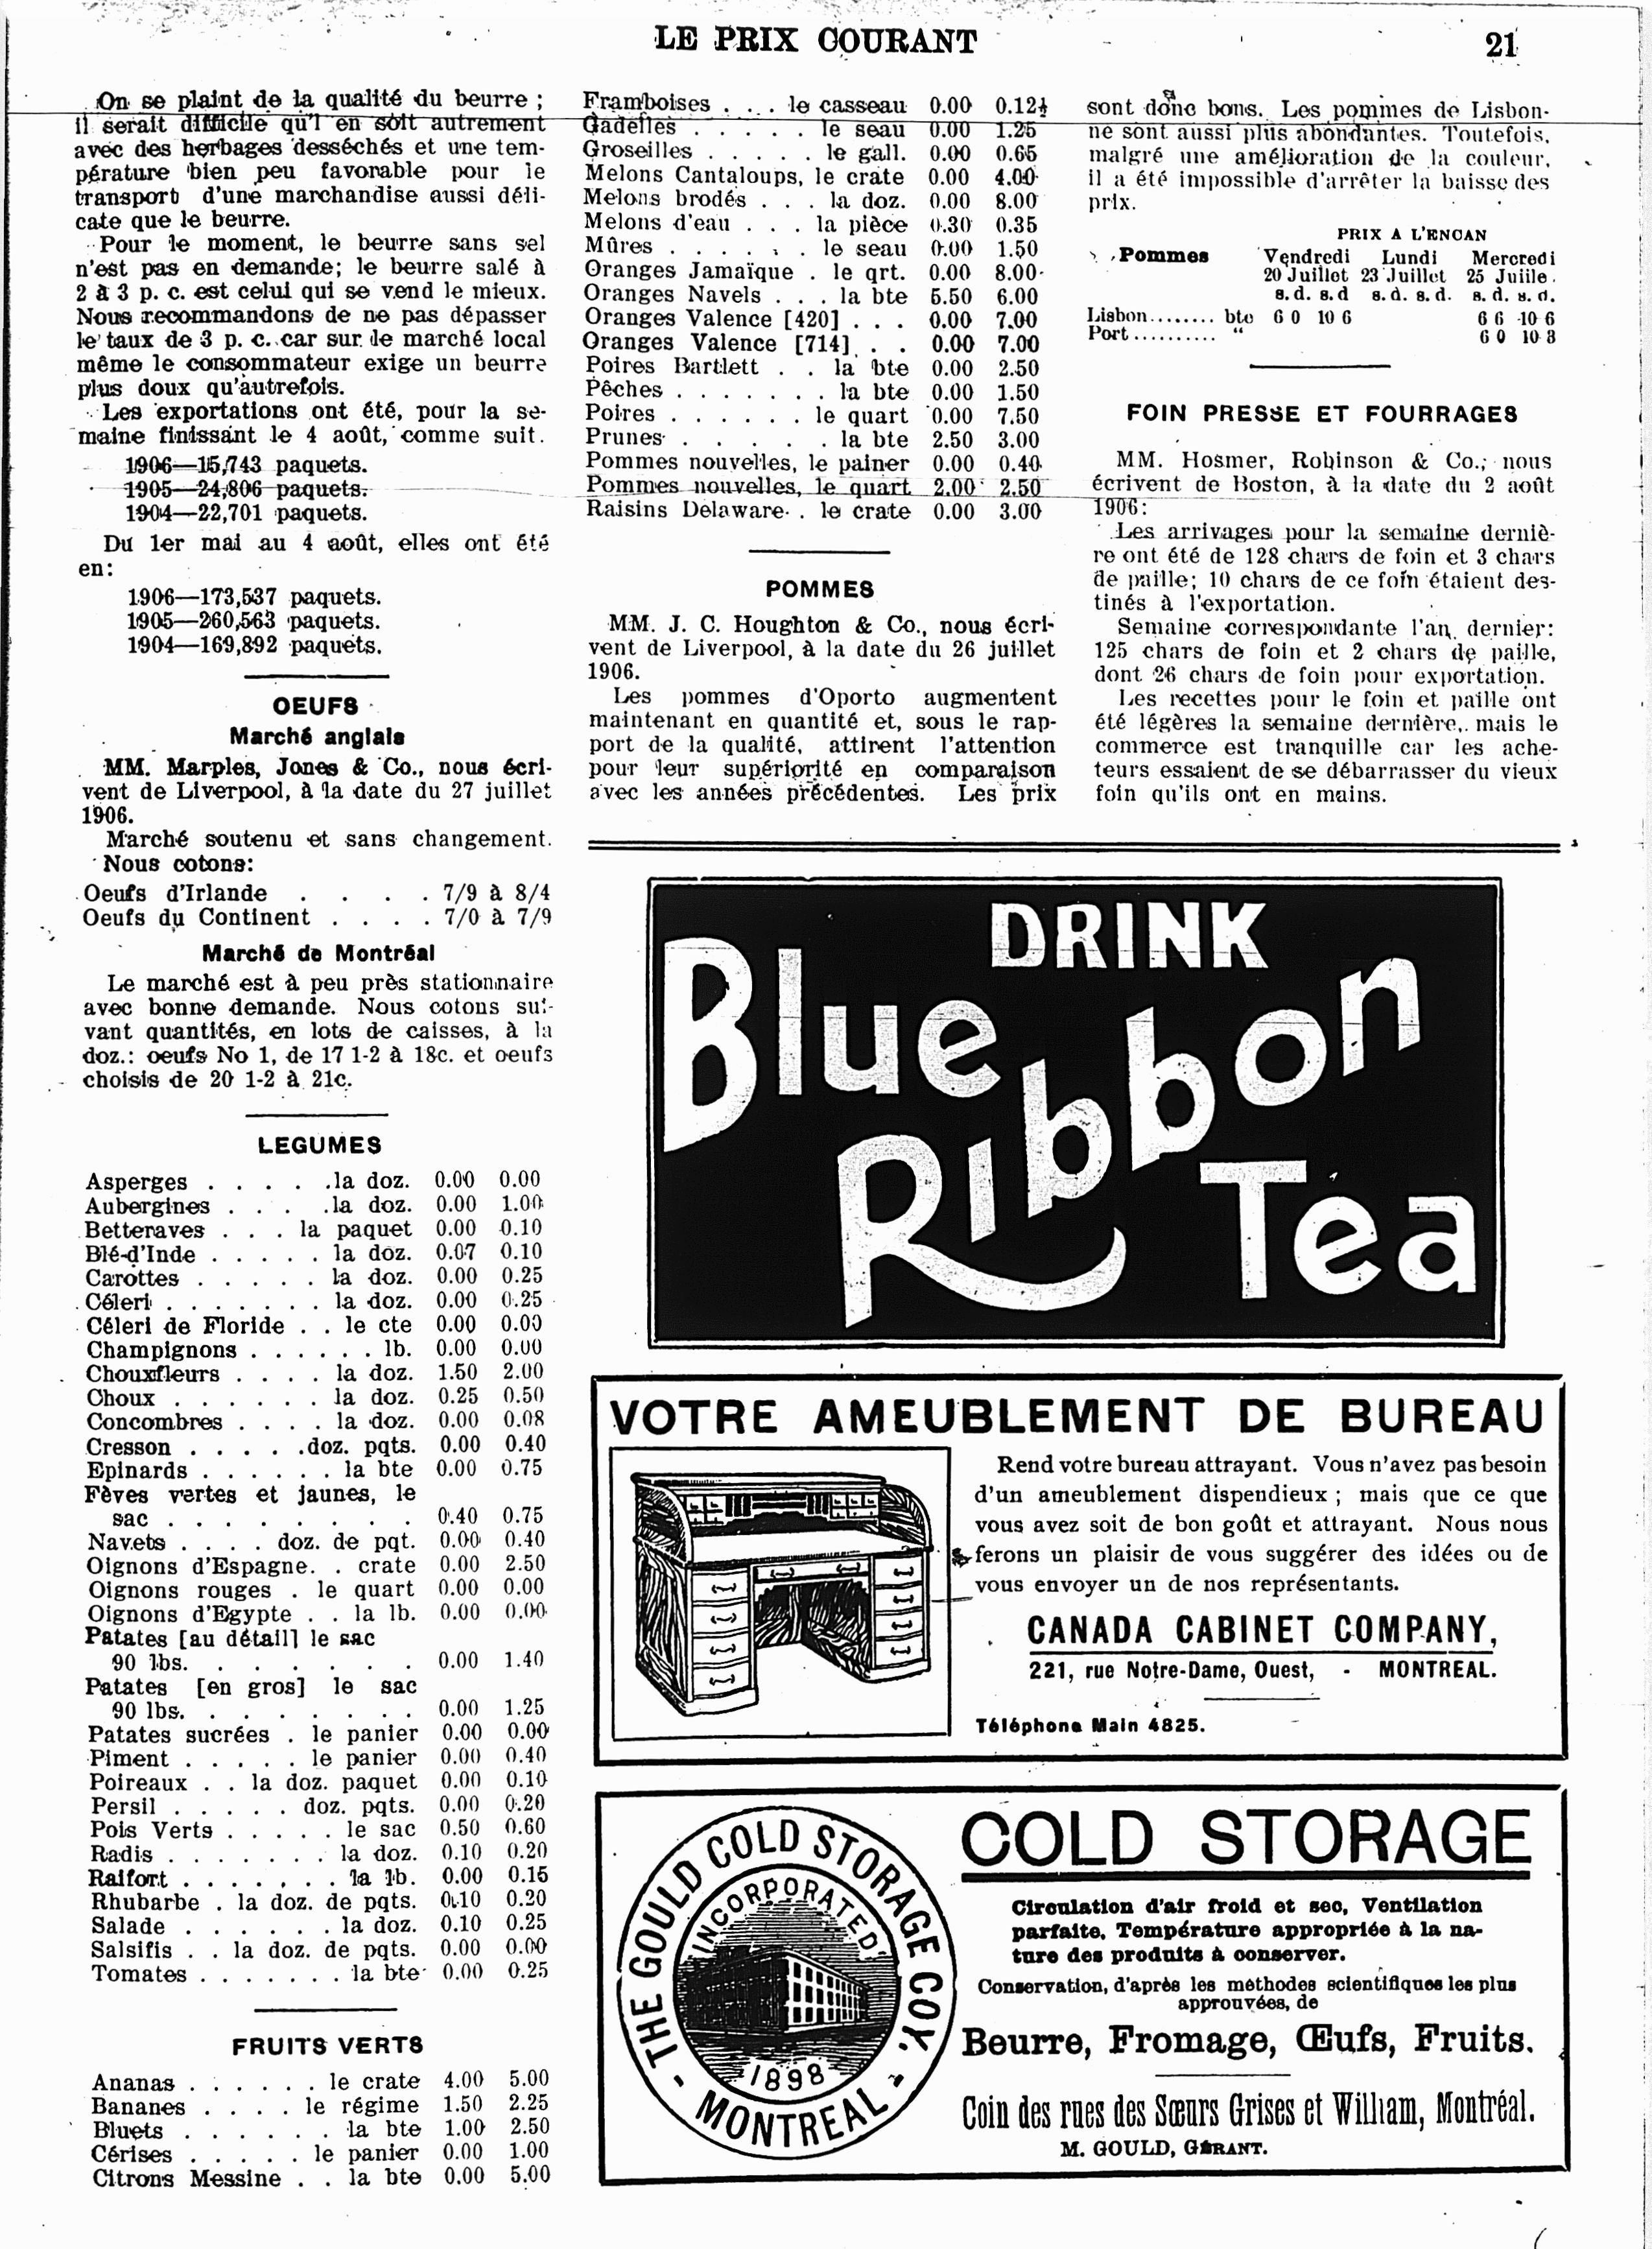 LE PRIX COURANT
21
On se plaint de la qualité du beurre ;
il serait difficile qu'l en soit autrement
avec des herbages desséchés et une tem-
pérature bien peu favorable pour le
transport d'une marchandise aussi déli-
cate que le beurre.
Pour le moment, le beurre sans sel
n'est pas en demande; le beurre salé à
2 à 3 p. c. est celui qui se vend le mieux.
Nous recommandons de ne pas dépasser
le taux de 3 p. c. car sur le marché local
même le consommateur exige un beurre
plus doux qu'autrefois.
Les exportations ont été, pour la se-
maine finissant le 4 août, comme suit.
1906—15,743 paquets.
1905—24,806 paquets.
1904—22,701 paquets.
Du 1er mai au 4 août, elles ont été
en:
1906—173,537 paquets.
1905—260,563 paquets.
1904—169,892 paquets.
OEUFS
Marché anglais
MM. Marples, Jones & Co., nous écri-
vent de Liverpool, à la date du 27 juillet
1906.
Marché soutenu et sans changement.
Nous cotons:
Oeufs d'Irlande . . . . 7/9 à 8/4
Oeufs du Continent . . . . 7/0 à 7/9
Marché de Montréal
Le marché est à peu près stationnaire
avec bonne demande. Nous cotons sui-
vant quantités, en lots de caisses, à la
doz.: oeufs No 1, de 17 1-2 à 18c. et oeufs
choisis de 20 1-2 à 21c.
LEGUMES
Asperges . . . . .la doz. 0.00 0.00
Aubergines . . . .la doz. 0.00 1.00
Betteraves . . . la paquet 0.00 0.10
Blé-d'Inde . . . . . la doz. 0.07 0.10
Carottes . . . . . la doz. 0.00 0.25
Céleri . . . . . . . la doz. 0.00 0.25
Céleri de Floride . . le cte 0.00 0.00
Champignons . . . . . . lb. 0.00 0.00
Chouxfleurs . . . . la doz. 1.50 2.00
Choux . . . . . . la doz. 0.25 0.50
Concombres . . . . la doz. 0.00 0.08
Cresson . . . . .doz. pqts. 0.00 0.40
Epinards . . . . . . la bte 0.00 0.75
Fèves vertes et jaunes, le
sac . . . . . . . . 0.40 0.75
Navets . . . . doz. de pqt. 0.00 0.40
Oignons d'Espagne. . crate 0.00 2.50
Oignons rouges . le quart 0.00 0.00
Oignons d'Egypte . . la lb. 0.00 0.00
Patates [au détail] le sac
90 lbs. . . . . . . 0.00 1.40
Patates [en gros] le sac
90 lbs. . . . . . . . 0.00 1.25
Patates sucrées . le panier 0.00 0.00
Piment . . . . . le panier 0.00 0.40
Poireaux . . la doz. paquet 0.00 0.10
Persil . . . . . doz. pqts. 0.00 0.20
Pois Verts . . . . . le sac 0.50 0.60
Radis . . . . . . . la doz. 0.10 0.20
Raifort . . . . . . . la lb. 0.00 0.15
Rhubarbe . la doz. de pqts. 0.10 0.20
Salade . . . . . . la doz. 0.10 0.25
Salsifis . . la doz. de pqts. 0.00 0.00
Tomates . . . . . . . la bte 0.00 0.25
FRUITS VERTS
Ananas . . . . . . le crate 4.00 5.00
Bananes . . . . le régime 1.50 2.25
Bluets . . . . . . la bte 1.00 2.50
Cérises . . . . . le panier 0.00 1.00
Citrons Messine . . la bte 0.00 5.00
Framboises . . . le casseau 0.00 0.12½
Gadelles . . . . . le seau 0.00 1.25
Groseilles . . . . . le gall. 0.00 0.65
Melons Cantaloups, le crate 0.00 4.00
Melons brodés . . . la doz. 0.00 8.00
Melons d'eau . . . la pièce 0.30 0.35
Mûres . . . . . . le seau 0.00 1.50
Oranges Jamaïque . le qrt. 0.00 8.00
Oranges Navels . . . la bte 5.50 6.00
Oranges Valence [420] . . . 0.00 7.00
Oranges Valence [714] . . 0.00 7.00
Poires Bartlett . . la bte 0.00 2.50
Pêches . . . . . . . la bte 0.00 1.50
Poires . . . . . . le quart 0.00 7.50
Prunes . . . . . . la bte 2.50 3.00
Pommes nouvelles, le painer 0.00 0.40
Pommes nouvelles, le quart 2.00 2.50
Raisins Delaware . . le crate 0.00 3.00
POMMES
MM. J. C. Houghton & Co., nous écri-
vent de Liverpool, à la date du 26 juillet
1906.
Les pommes d'Oporto augmentent
maintenant en quantité et, sous le rap-
port de la qualité, attirent l'attention
pour leur supériorité en comparaison
avec les années précédentes. Les prix
sont donc bons. Les pommes de Lisbon-
ne sont aussi plus abondantes. Toutefois,
malgré une amélioration de la couleur,
il a été impossible d'arrêter la baisse des
prix.
PRIX A L'ENCAN
Pommes Vendredi Lundi Mercredi
20 Juillet 23 Juillet 25 Juille.
s. d. s. d s. d. s. d. s. d. s. d.
Lisbon........ bte 6 0 10 6 6 6 10 6
Port.......... " 6 0 10 3
FOIN PRESSE ET FOURRAGES
MM. Hosmer, Robinson & Co., nous
écrivent de Boston, à la date du 2 août
1906:
Les arrivages pour la semaine derniè-
re ont été de 128 chars de foin et 3 chars
de paille; 10 chars de ce foin étaient des-
tinés à l'exportation.
Semaine correspondante l'an dernier:
125 chars de foin et 2 chars de paille,
dont 26 chars de foin pour exportation.
Les recettes pour le foin et paille ont
été légères la semaine dernière, mais le
commerce est tranquille car les ache-
teurs essaient de se débarrasser du vieux
foin qu'ils ont en mains.
DRINK
Blue
Ribbon
Tea
VOTRE AMEUBLEMENT DE BUREAU
Rend votre bureau attrayant. Vous n'avez pas besoin
d'un ameublement dispendieux ; mais que ce que
vous avez soit de bon goût et attrayant. Nous nous
ferons un plaisir de vous suggérer des idées ou de
vous envoyer un de nos représentants.
CANADA CABINET COMPANY,
221, rue Notre-Dame, Ouest, - MONTREAL.
Téléphone Main 4825.
THE GOULD COLD STORAGE COY.
INCORPORATED
1898
- MONTREAL -
COLD STORAGE
Circulation d'air froid et sec, Ventilation
parfaite, Température appropriée à la na-
ture des produits à conserver.
Conservation, d'après les méthodes scientifiques les plus
approuvées, de
Beurre, Fromage, Œufs, Fruits.
Coin des rues des Sœurs Grises et William, Montréal.
M. GOULD, GÉRANT.